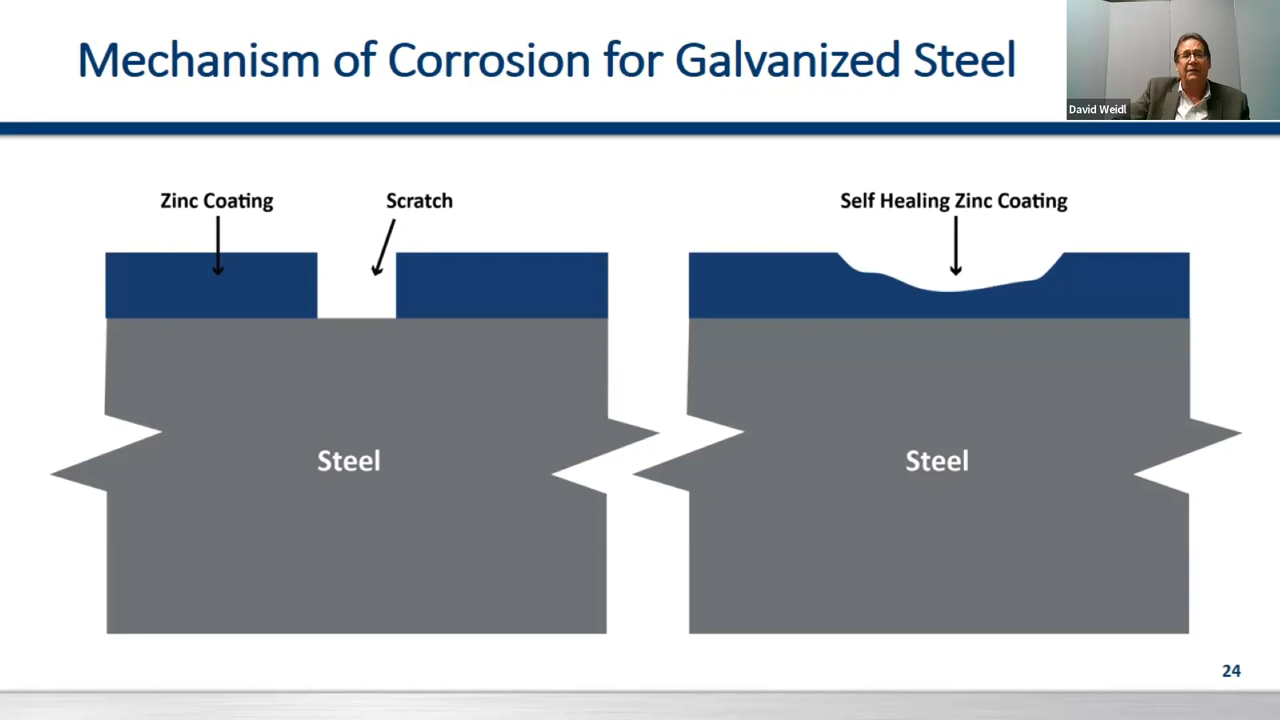 Mechanism of Corrosion for Galvanized Steel
David Weidl
Zinc Coating
Scratch
Self Healing Zinc Coating
Steel
Steel
24